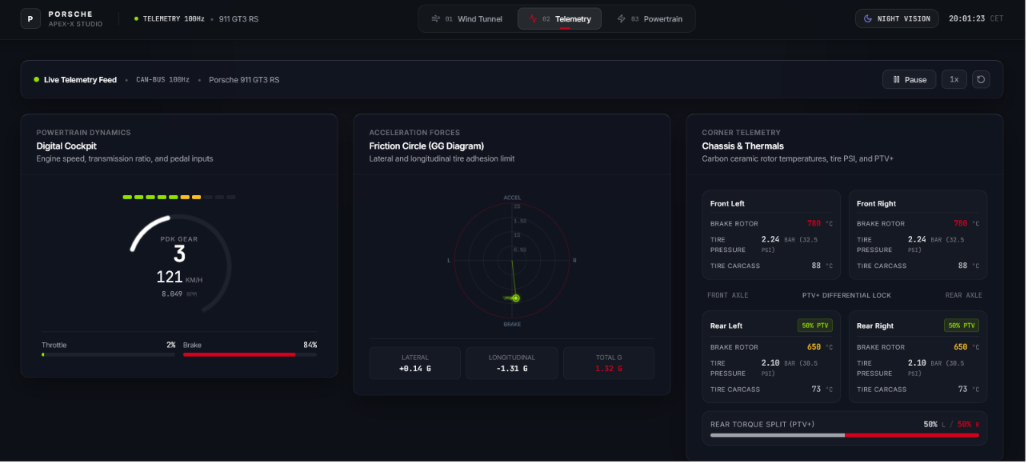 P
PORSCHE
APEX-X STUDIO
TELEMETRY 100Hz • 911 GT3 RS
01 Wind Tunnel
02 Telemetry
03 Powertrain
NIGHT VISION
20:01:23 CET
Live Telemetry Feed • CAN-BUS 100Hz • Porsche 911 GT3 RS
Pause
1x
POWERTRAIN DYNAMICS
Digital Cockpit
Engine speed, transmission ratio, and pedal inputs
PDK GEAR
3
121 KM/H
8.049 RPM
Throttle 2%
Brake 84%
ACCELERATION FORCES
Friction Circle (GG Diagram)
Lateral and longitudinal tire adhesion limit
ACCEL
L
R
BRAKE
LATERAL
+0.14 G
LONGITUDINAL
-1.31 G
TOTAL G
1.32 G
CORNER TELEMETRY
Chassis & Thermals
Carbon ceramic rotor temperatures, tire PSI, and PTV+
Front Left
BRAKE ROTOR 780 °C
TIRE PRESSURE 2.24 BAR (32.5 PSI)
TIRE CARCASS 88 °C
Front Right
BRAKE ROTOR 780 °C
TIRE PRESSURE 2.24 BAR (32.5 PSI)
TIRE CARCASS 88 °C
FRONT AXLE
PTV+ DIFFERENTIAL LOCK
REAR AXLE
Rear Left 50% PTV
BRAKE ROTOR 650 °C
TIRE PRESSURE 2.10 BAR (30.5 PSI)
TIRE CARCASS 73 °C
Rear Right 50% PTV
BRAKE ROTOR 650 °C
TIRE PRESSURE 2.10 BAR (30.5 PSI)
TIRE CARCASS 73 °C
REAR TORQUE SPLIT (PTV+) 50% L / 50% R